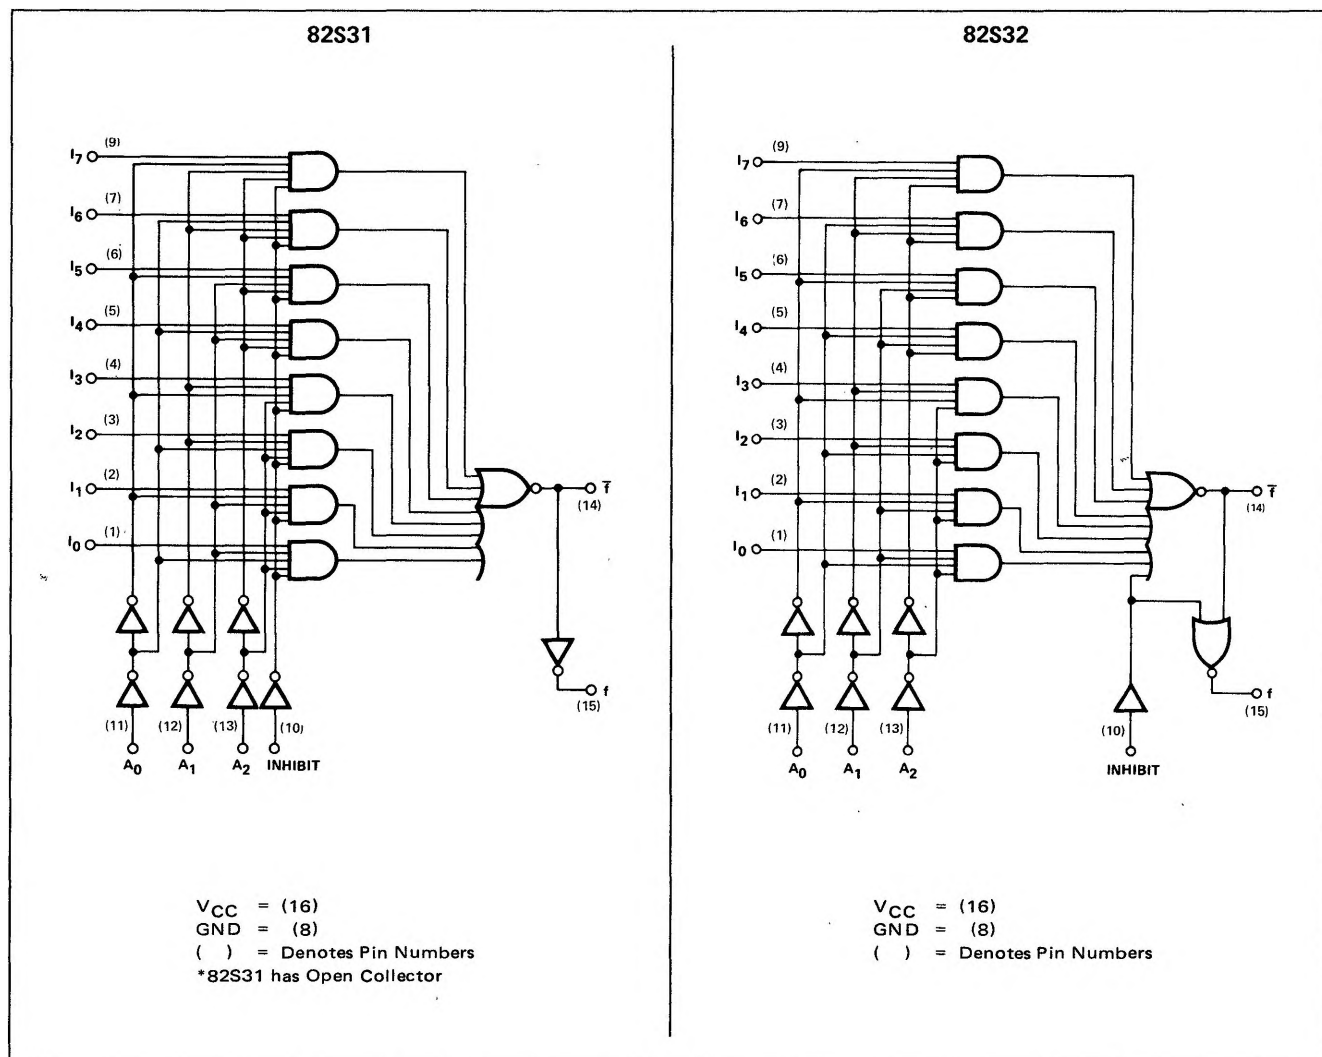 82S31
I7 (9)
I6 (7)
I5 (6)
I4 (5)
I3 (4)
I2 (3)
I1 (2)
I0 (1)
f̅
(14)
f
(15)
(11) (12) (13) (10)
A0 A1 A2 INHIBIT
VCC = (16)
GND = (8)
( ) = Denotes Pin Numbers
*82S31 has Open Collector
82S32
I7 (9)
I6 (7)
I5 (6)
I4 (5)
I3 (4)
I2 (3)
I1 (2)
I0 (1)
f̅
(14)
f
(15)
(11) (12) (13) (10)
A0 A1 A2 INHIBIT
VCC = (16)
GND = (8)
( ) = Denotes Pin Numbers